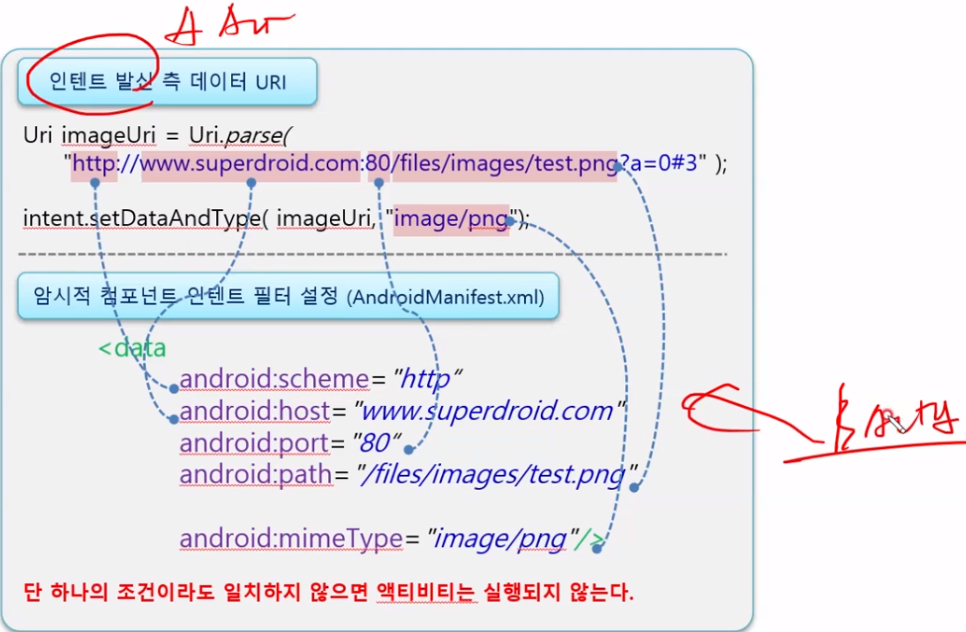 인텐트 발신 측 데이터 URI
Uri imageUri = Uri.parse(
"http://www.superdroid.com:80/files/images/test.png?a=0#3" );
intent.setDataAndType( imageUri, "image/png");
암시적 컴포넌트 인텐트 필터 설정 (AndroidManifest.xml)
<data
android:scheme="http“
android:host="www.superdroid.com"
android:port="80“
android:path="/files/images/test.png"
android:mimeType="image/png"/>
단 하나의 조건이라도 일치하지 않으면 액티비티는 실행되지 않는다.